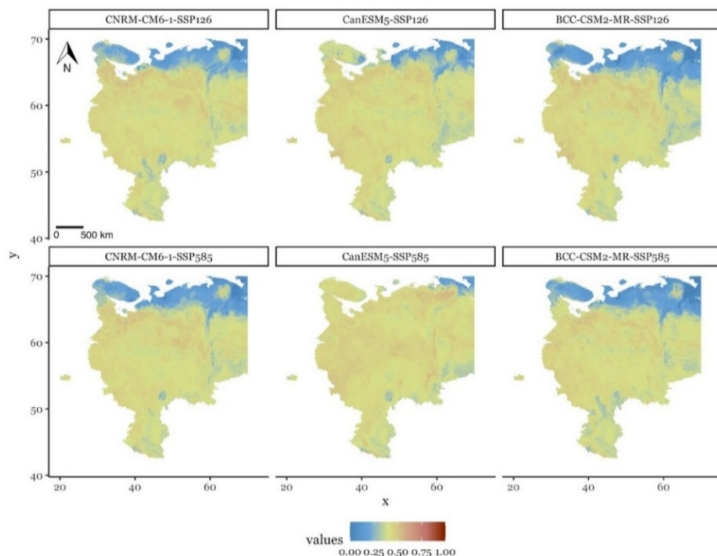 CNRM-CM6-1-SSP126 CanESM5-SSP126 BCC-CSM2-MR-SSP126
70
N
60
50
0 500 km
40
y
CNRM-CM6-1-SSP585 CanESM5-SSP585 BCC-CSM2-MR-SSP585
70
60
50
40
20 40 60 20 40 60 20 40 60
x
values
0.00 0.25 0.50 0.75 1.00